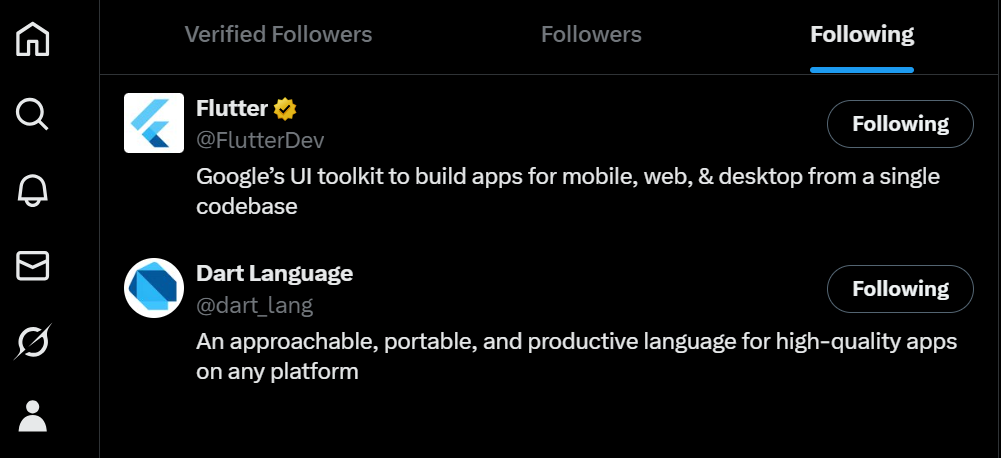 Verified Followers
Followers
Following
Flutter
@FlutterDev
Following
Google’s UI toolkit to build apps for mobile, web, & desktop from a single
codebase
Dart Language
@dart_lang
Following
An approachable, portable, and productive language for high-quality apps
on any platform